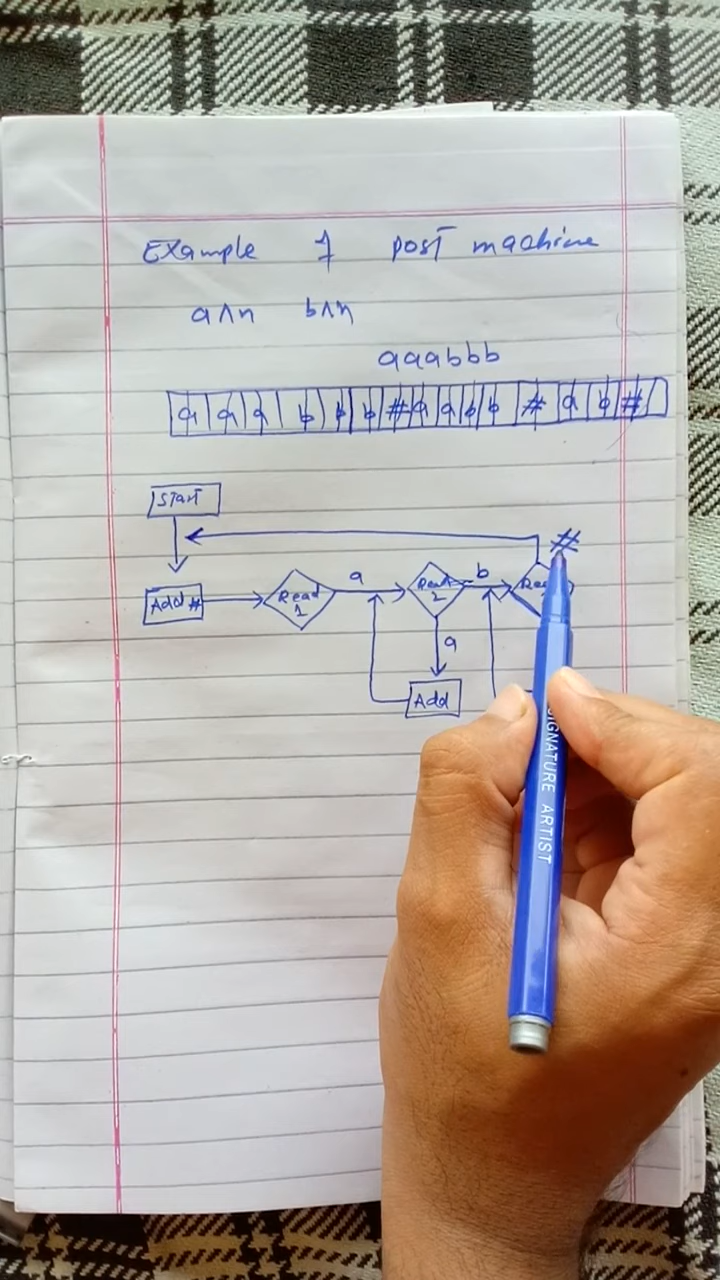 Example of post machine
a^n b^n
aaabbb
a a a b b b # a a b b # a b #
Start
#
Add # Read 1 a Read 2 b
a
Add
SIGNATURE ARTIST